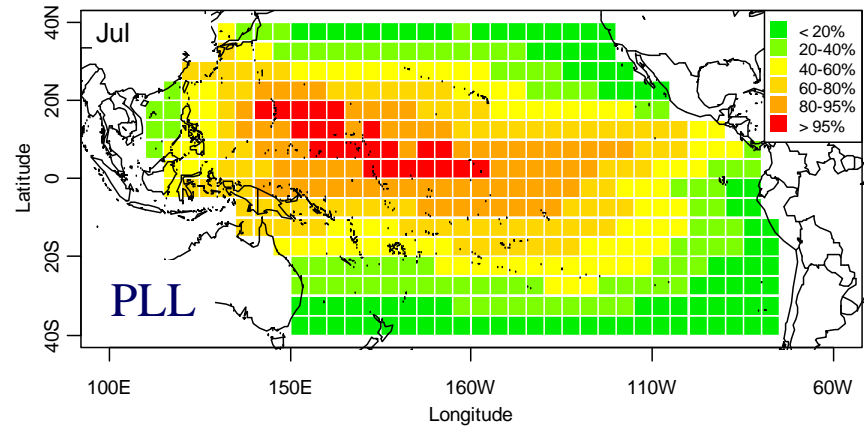 Jul
< 20%
20-40%
40-60%
60-80%
80-95%
> 95%
40N
20N
0
20S
40S
Latitude
PLL
100E 150E 160W 110W 60W
Longitude